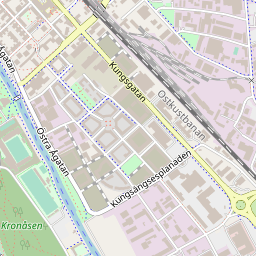 Ågatan
Kungsgatan
Ostkustbanan
Östra Ågatan
Kungsängsesplanaden
Kronåsen